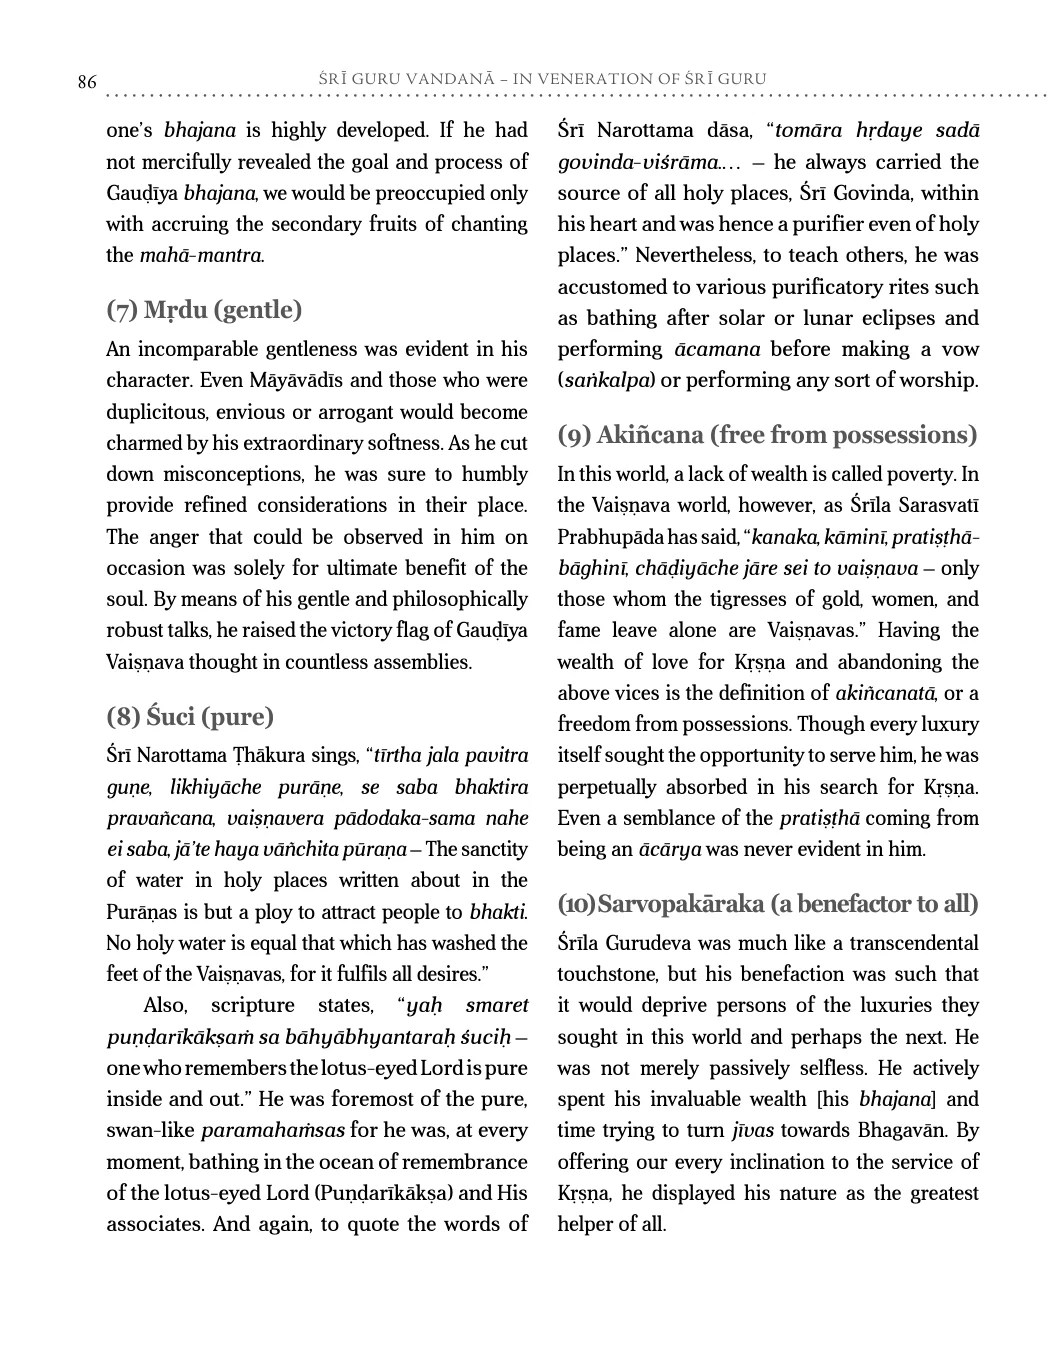 86
ŚRĪ GURU VANDANĀ – IN VENERATION OF ŚRĪ GURU
one’s bhajana is highly developed. If he had
not mercifully revealed the goal and process of
Gauḍīya bhajana, we would be preoccupied only
with accruing the secondary fruits of chanting
the mahā-mantra.
(7) Mṛdu (gentle)
An incomparable gentleness was evident in his
character. Even Māyāvādīs and those who were
duplicitous, envious or arrogant would become
charmed by his extraordinary softness. As he cut
down misconceptions, he was sure to humbly
provide refined considerations in their place.
The anger that could be observed in him on
occasion was solely for ultimate benefit of the
soul. By means of his gentle and philosophically
robust talks, he raised the victory flag of Gauḍīya
Vaiṣṇava thought in countless assemblies.
(8) Śuci (pure)
Śrī Narottama Ṭhākura sings, “tīrtha jala pavitra
guṇe, likhiyāche purāṇe, se saba bhaktira
pravañcana, vaiṣṇavera pādodaka-sama nahe
ei saba, jā’te haya vāñchita pūraṇa – The sanctity
of water in holy places written about in the
Purāṇas is but a ploy to attract people to bhakti.
No holy water is equal that which has washed the
feet of the Vaiṣṇavas, for it fulfils all desires.”
Also, scripture states, “yaḥ smaret
puṇḍarīkākṣaṁ sa bāhyābhyantaraḥ śuciḥ –
one who remembers the lotus-eyed Lord is pure
inside and out.” He was foremost of the pure,
swan-like paramahaṁsas for he was, at every
moment, bathing in the ocean of remembrance
of the lotus-eyed Lord (Puṇḍarīkākṣa) and His
associates. And again, to quote the words of
Śrī Narottama dāsa, “tomāra hṛdaye sadā
govinda-viśrāma.… – he always carried the
source of all holy places, Śrī Govinda, within
his heart and was hence a purifier even of holy
places.” Nevertheless, to teach others, he was
accustomed to various purificatory rites such
as bathing after solar or lunar eclipses and
performing ācamana before making a vow
(saṅkalpa) or performing any sort of worship.
(9) Akiñcana (free from possessions)
In this world, a lack of wealth is called poverty. In
the Vaiṣṇava world, however, as Śrīla Sarasvatī
Prabhupāda has said, “kanaka, kāminī, pratiṣṭhā-
bāghinī, chāḍiyāche jāre sei to vaiṣṇava – only
those whom the tigresses of gold, women, and
fame leave alone are Vaiṣṇavas.” Having the
wealth of love for Kṛṣṇa and abandoning the
above vices is the definition of akiñcanatā, or a
freedom from possessions. Though every luxury
itself sought the opportunity to serve him, he was
perpetually absorbed in his search for Kṛṣṇa.
Even a semblance of the pratiṣṭhā coming from
being an ācārya was never evident in him.
(10) Sarvopakāraka (a benefactor to all)
Śrīla Gurudeva was much like a transcendental
touchstone, but his benefaction was such that
it would deprive persons of the luxuries they
sought in this world and perhaps the next. He
was not merely passively selfless. He actively
spent his invaluable wealth [his bhajana] and
time trying to turn jīvas towards Bhagavān. By
offering our every inclination to the service of
Kṛṣṇa, he displayed his nature as the greatest
helper of all.